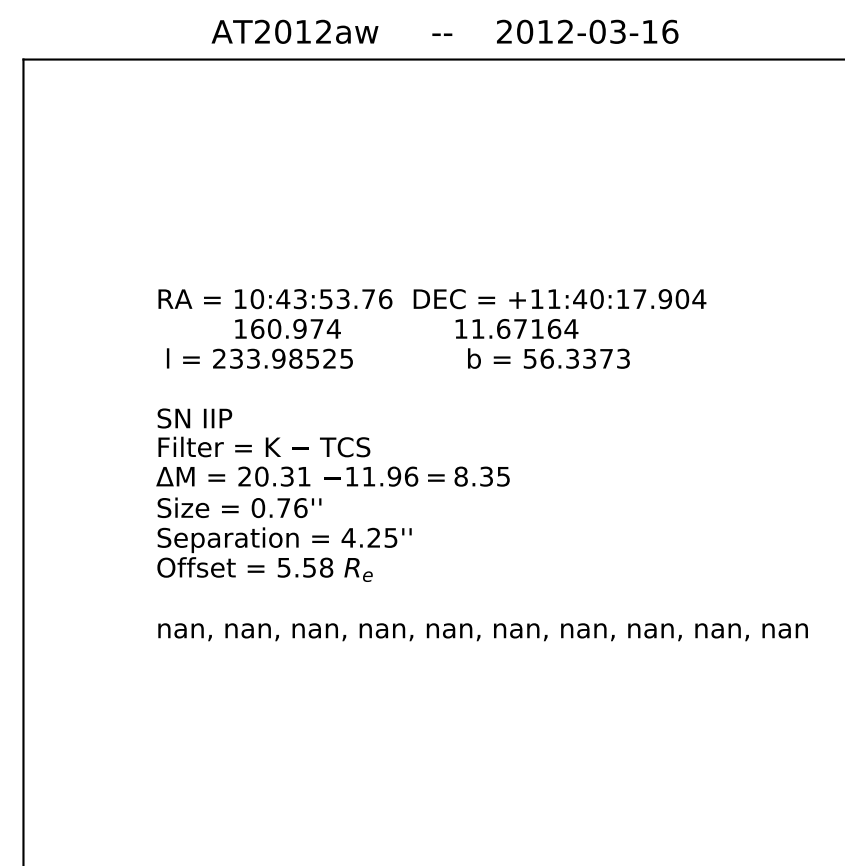 AT2012aw -- 2012-03-16
RA = 10:43:53.76 DEC = +11:40:17.904
160.974 11.67164
l = 233.98525 b = 56.3373
SN IIP
Filter = K − TCS
ΔM = 20.31 −11.96 = 8.35
Size = 0.76''
Separation = 4.25''
Offset = 5.58 Re
nan, nan, nan, nan, nan, nan, nan, nan, nan, nan